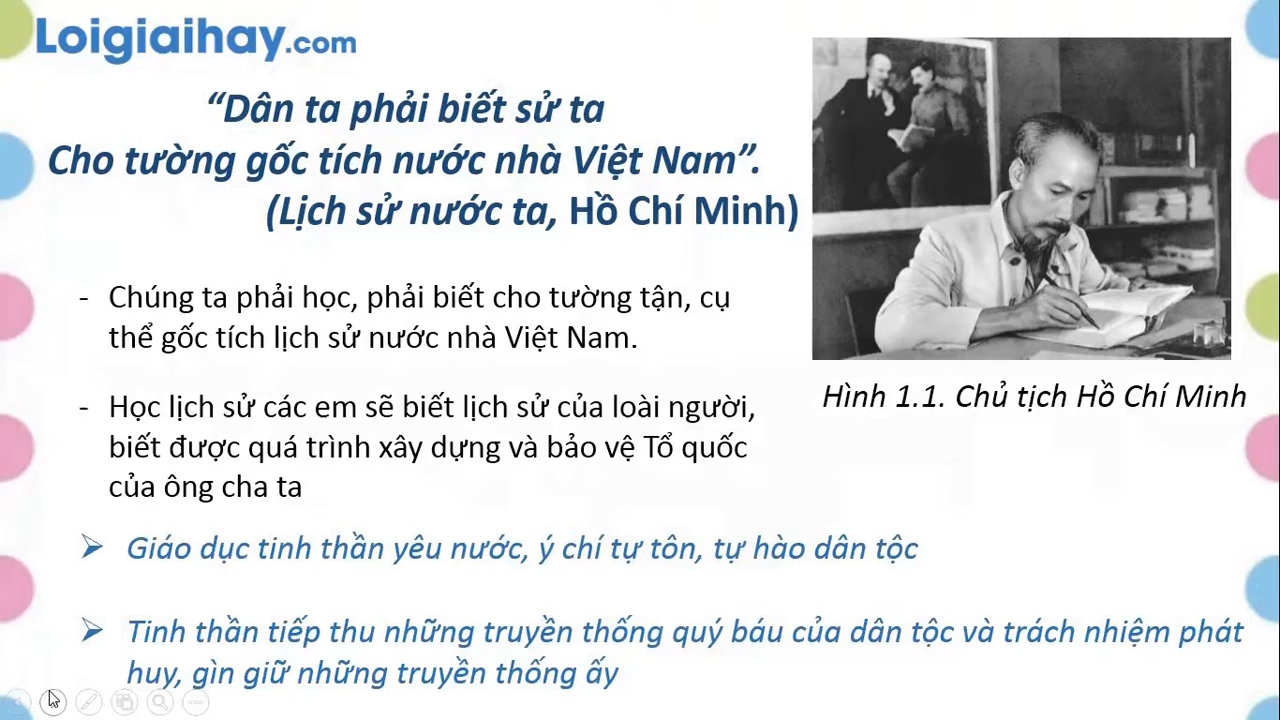 Loigiaihay.com
“Dân ta phải biết sử ta
Cho tường gốc tích nước nhà Việt Nam”.
(Lịch sử nước ta, Hồ Chí Minh)
- Chúng ta phải học, phải biết cho tường tận, cụ
thể gốc tích lịch sử nước nhà Việt Nam.
- Học lịch sử các em sẽ biết lịch sử của loài người,
biết được quá trình xây dựng và bảo vệ Tổ quốc
của ông cha ta
Hình 1.1. Chủ tịch Hồ Chí Minh
Giáo dục tinh thần yêu nước, ý chí tự tôn, tự hào dân tộc
Tinh thần tiếp thu những truyền thống quý báu của dân tộc và trách nhiệm phát
huy, gìn giữ những truyền thống ấy